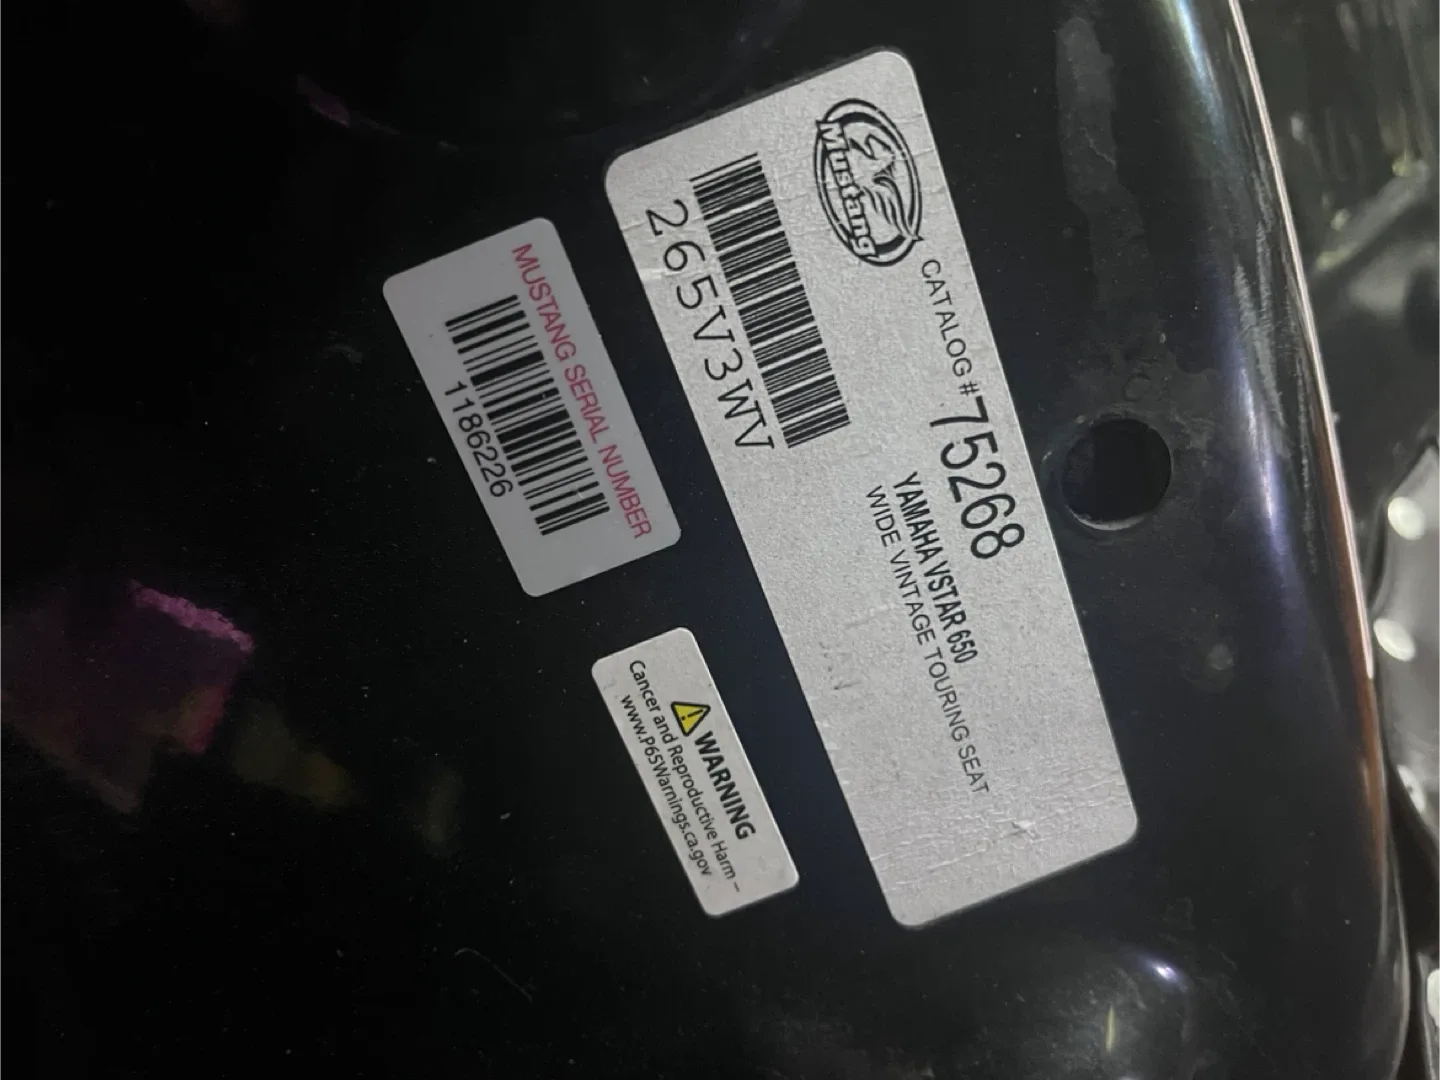 Mustang
CATALOG #75268
YAMAHA VSTAR 650
WIDE VINTAGE TOURING SEAT
265V3WV
MUSTANG SERIAL NUMBER
1186226
WARNING
Cancer and Reproductive Harm –
www.P65Warnings.ca.gov